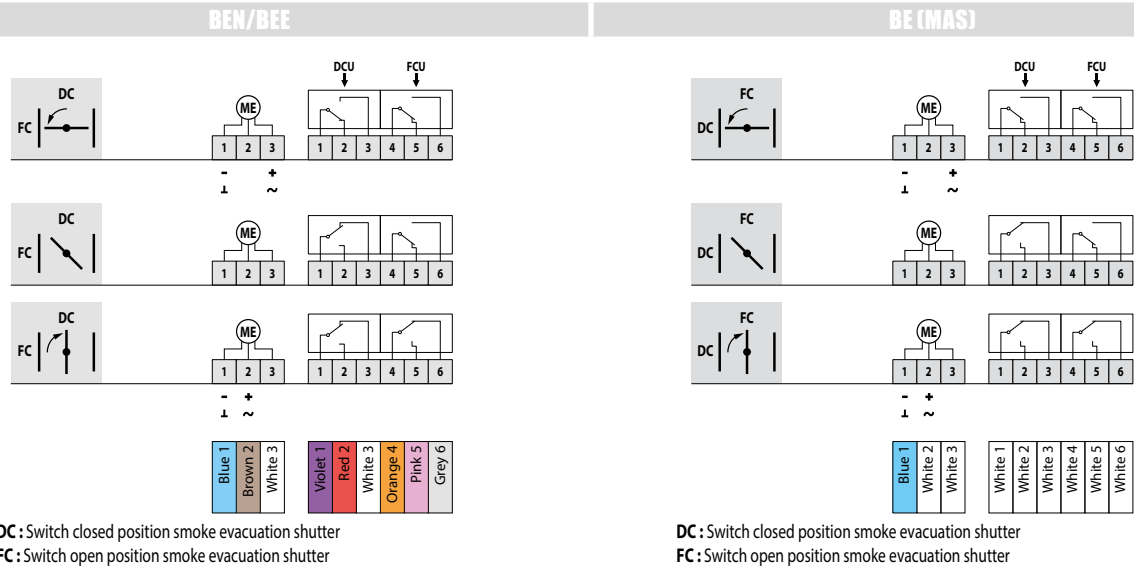 BEN/BEE
BE (MAS)
DCU FCU
DC
FC
ME
1 2 3
1 2 3 4 5 6
- +
⊥ ~
DCU FCU
FC
DC
ME
1 2 3
1 2 3 4 5 6
- +
⊥ ~
DC
FC
ME
1 2 3
1 2 3 4 5 6
FC
DC
ME
1 2 3
1 2 3 4 5 6
DC
FC
ME
1 2 3
1 2 3 4 5 6
- +
⊥ ~
FC
DC
ME
1 2 3
1 2 3 4 5 6
- +
⊥ ~
Blue 1
Brown 2
White 3
Violet 1
Red 2
White 3
Orange 4
Pink 5
Grey 6
Blue 1
White 2
White 3
White 1
White 2
White 3
White 4
White 5
White 6
DC : Switch closed position smoke evacuation shutter
FC : Switch open position smoke evacuation shutter
DC : Switch closed position smoke evacuation shutter
FC : Switch open position smoke evacuation shutter